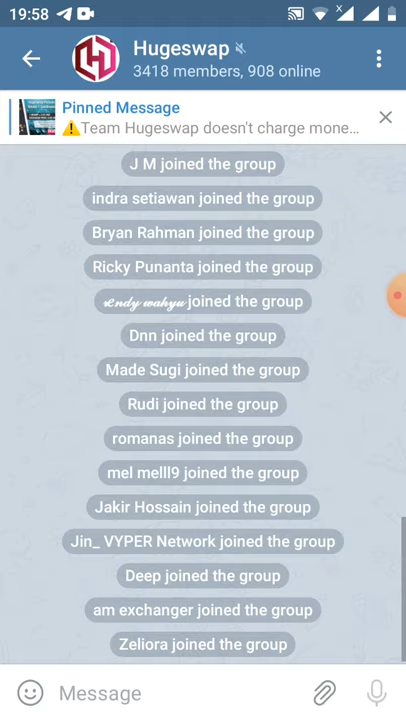 19:58
Hugeswap
3418 members, 908 online
Pinned Message
⚠️Team Hugeswap doesn't charge mone…
J M joined the group
indra setiawan joined the group
Bryan Rahman joined the group
Ricky Punanta joined the group
𝓮𝓷𝓭𝔂 𝔀𝓪𝓱𝔂𝓾 joined the group
Dnn joined the group
Made Sugi joined the group
Rudi joined the group
romanas joined the group
mel melll9 joined the group
Jakir Hossain joined the group
Jin_ VYPER Network joined the group
Deep joined the group
am exchanger joined the group
Zeliora joined the group
Message